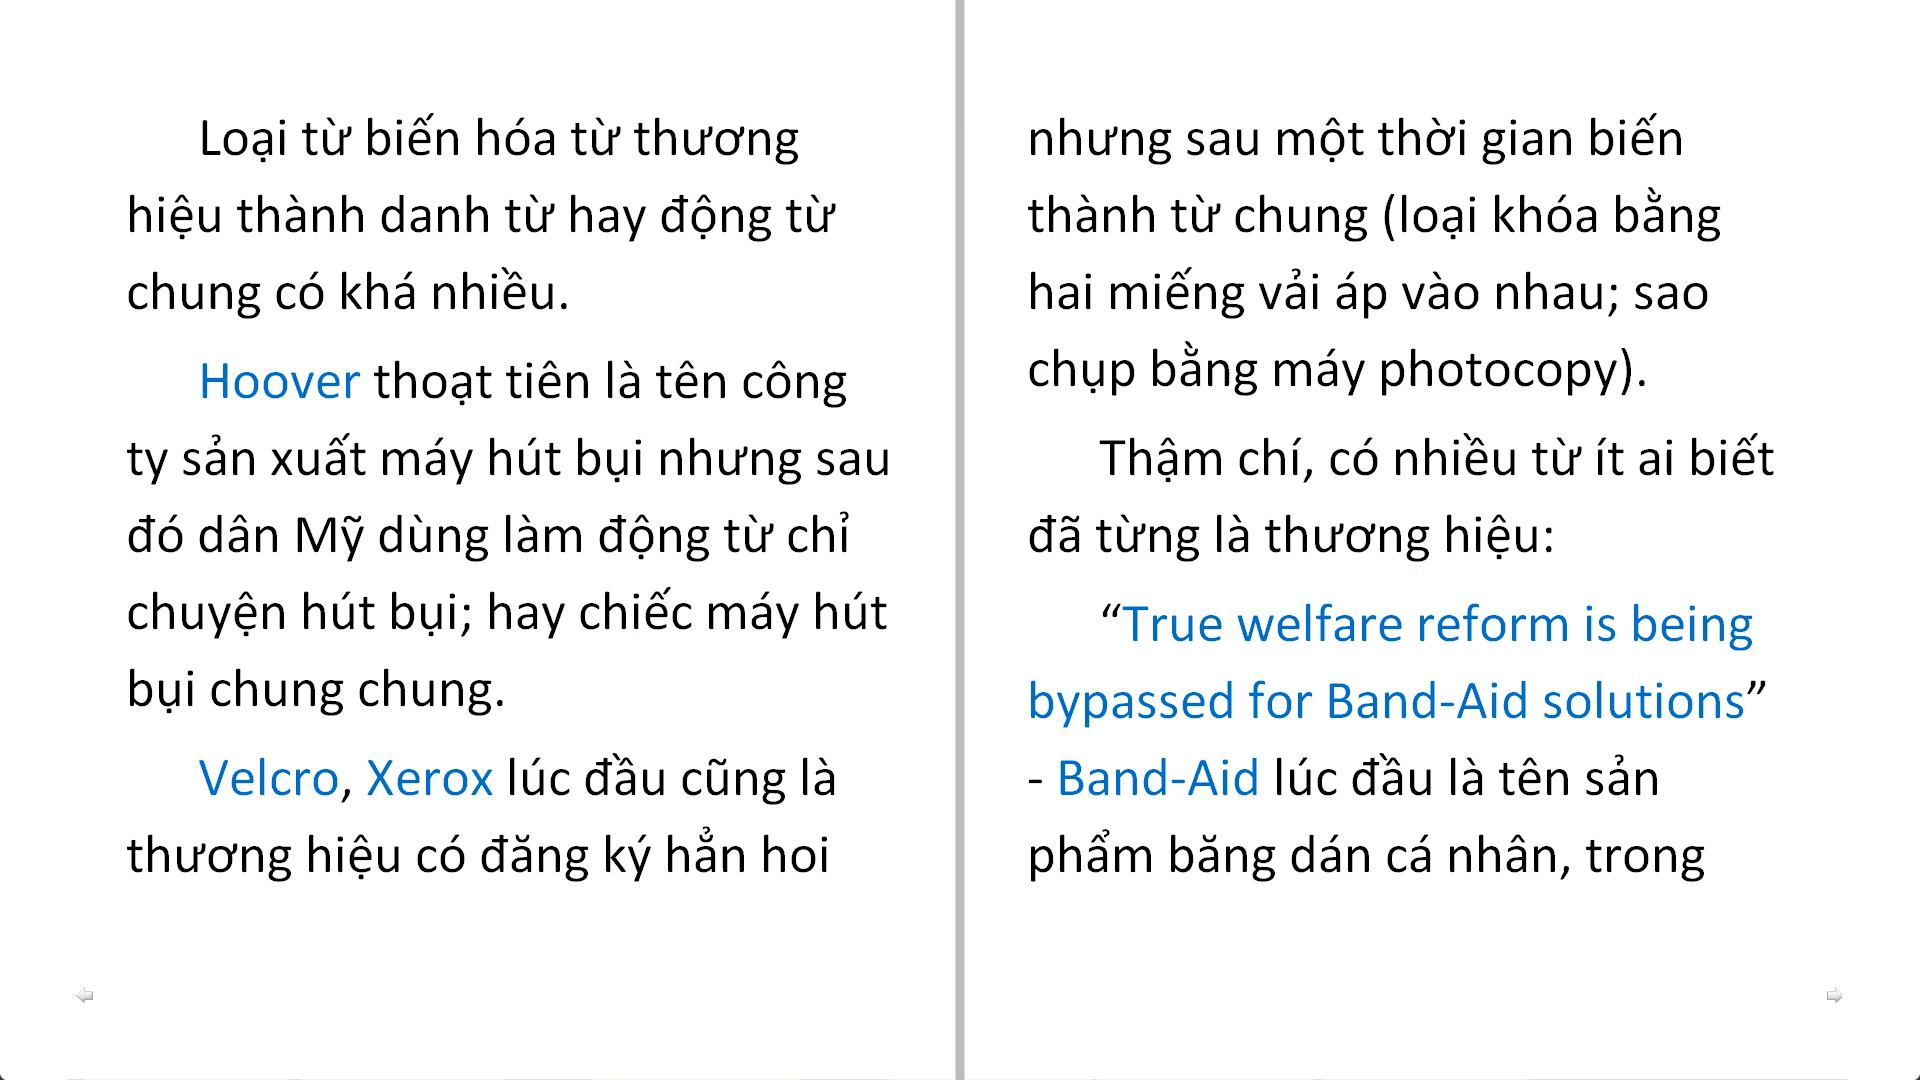 Loại từ biến hóa từ thương
hiệu thành danh từ hay động từ
chung có khá nhiều.
Hoover thoạt tiên là tên công
ty sản xuất máy hút bụi nhưng sau
đó dân Mỹ dùng làm động từ chỉ
chuyện hút bụi; hay chiếc máy hút
bụi chung chung.
Velcro, Xerox lúc đầu cũng là
thương hiệu có đăng ký hẳn hoi
nhưng sau một thời gian biến
thành từ chung (loại khóa bằng
hai miếng vải áp vào nhau; sao
chụp bằng máy photocopy).
Thậm chí, có nhiều từ ít ai biết
đã từng là thương hiệu:
“True welfare reform is being
bypassed for Band-Aid solutions”
- Band-Aid lúc đầu là tên sản
phẩm băng dán cá nhân, trong